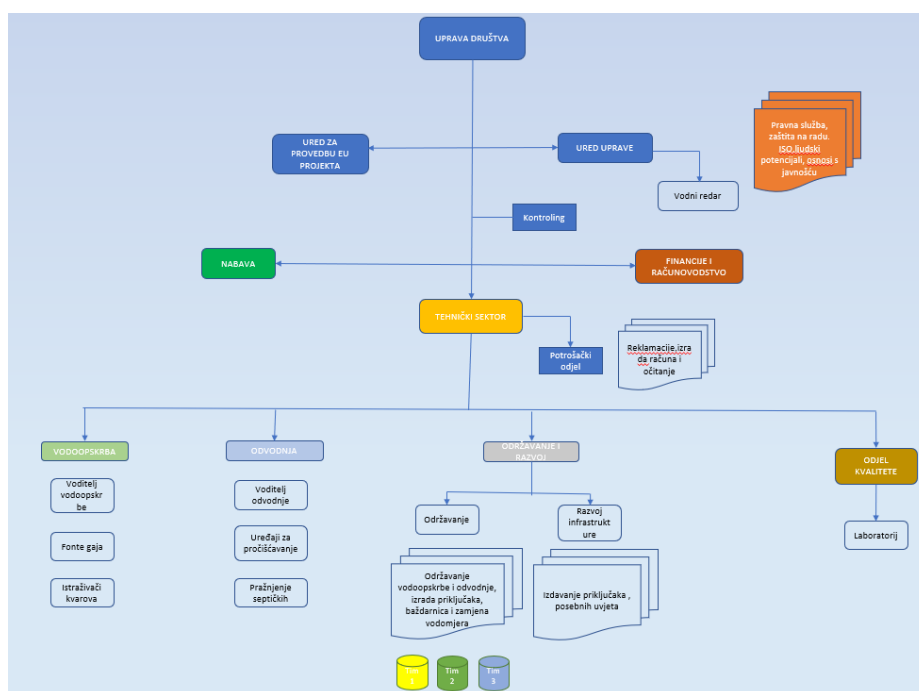 UPRAVA DRUŠTVA
URED ZA
PROVEDBU EU
PROJEKTA
URED UPRAVE
Pravna služba,
zaštita na radu.
ISO,ljudski
potencijali, osnosi s
javnošću
Vodni redar
Kontroling
NABAVA
FINANCIJE I
RAČUNOVODSTVO
TEHNIČKI SEKTOR
Potrošački
odjel
Reklamacije,izra
da računa i
očitanje
VODOOPSKRBA
ODVODNJA
ODRŽAVANJE I
RAZVOJ
ODJEL
KVALITETE
Voditelj
vodoopskr
be
Voditelj
odvodnje
Održavanje
Razvoj
infrastrukt
ure
Laboratorij
Fonte gaja
Uređaji za
pročišćavanje
Istraživači
kvarova
Pražnjenje
septičkih
Održavanje
vodoopskrbe i odvodnje,
izrada priključaka,
baždarnica i zamjena
vodomjera
Izdavanje priključaka ,
posebnih uvjeta
Tim
1
Tim
2
Tim
3